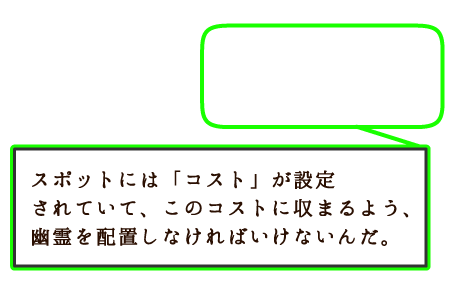 スポットには「コスト」が設定
されていて、このコストに収まるよう、
幽霊を配置しなければいけないんだ。